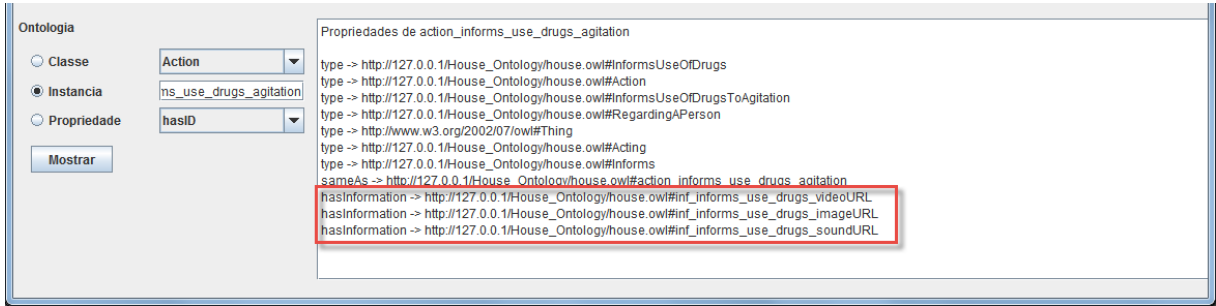 Ontologia
Classe
Action
Instancia
ns_use_drugs_agitation
Propriedade
hasID
Mostrar
Propriedades de action_informs_use_drugs_agitation
type -> http://127.0.0.1/House_Ontology/house.owl#InformsUseOfDrugs
type -> http://127.0.0.1/House_Ontology/house.owl#Action
type -> http://127.0.0.1/House_Ontology/house.owl#InformsUseOfDrugsToAgitation
type -> http://127.0.0.1/House_Ontology/house.owl#RegardingAPerson
type -> http://www.w3.org/2002/07/owl#Thing
type -> http://127.0.0.1/House_Ontology/house.owl#Acting
type -> http://127.0.0.1/House_Ontology/house.owl#Informs
sameAs -> http://127.0.0.1/House_Ontology/house.owl#action_informs_use_drugs_agitation
hasInformation -> http://127.0.0.1/House_Ontology/house.owl#inf_informs_use_drugs_videoURL
hasInformation -> http://127.0.0.1/House_Ontology/house.owl#inf_informs_use_drugs_imageURL
hasInformation -> http://127.0.0.1/House_Ontology/house.owl#inf_informs_use_drugs_soundURL